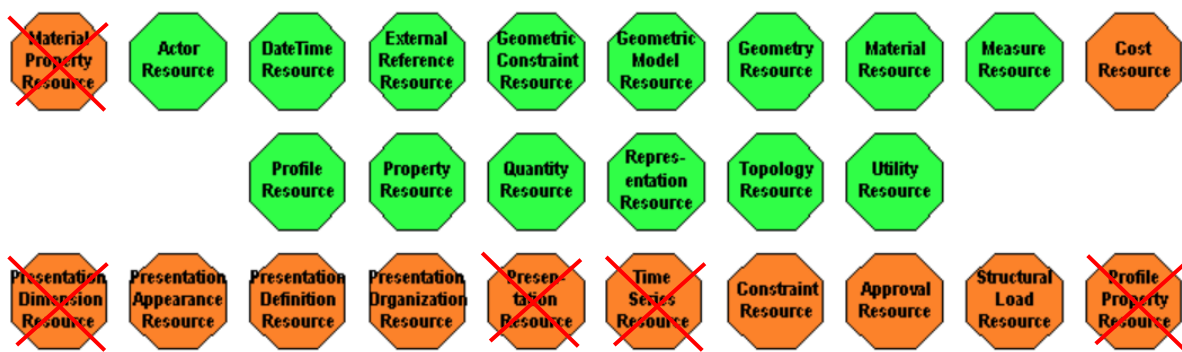 Material
Property
Resource
Actor
Resource
DateTime
Resource
External
Reference
Resource
Geometric
Constraint
Resource
Geometric
Model
Resource
Geometry
Resource
Material
Resource
Measure
Resource
Cost
Resource
Profile
Resource
Property
Resource
Quantity
Resource
Repres-
entation
Resource
Topology
Resource
Utility
Resource
Presentation
Dimension
Resource
Presentation
Appearance
Resource
Presentation
Definition
Resource
Presentation
Organization
Resource
Presen-
tation
Resource
Time
Series
Resource
Constraint
Resource
Approval
Resource
Structural
Load
Resource
Profile
Property
Resource